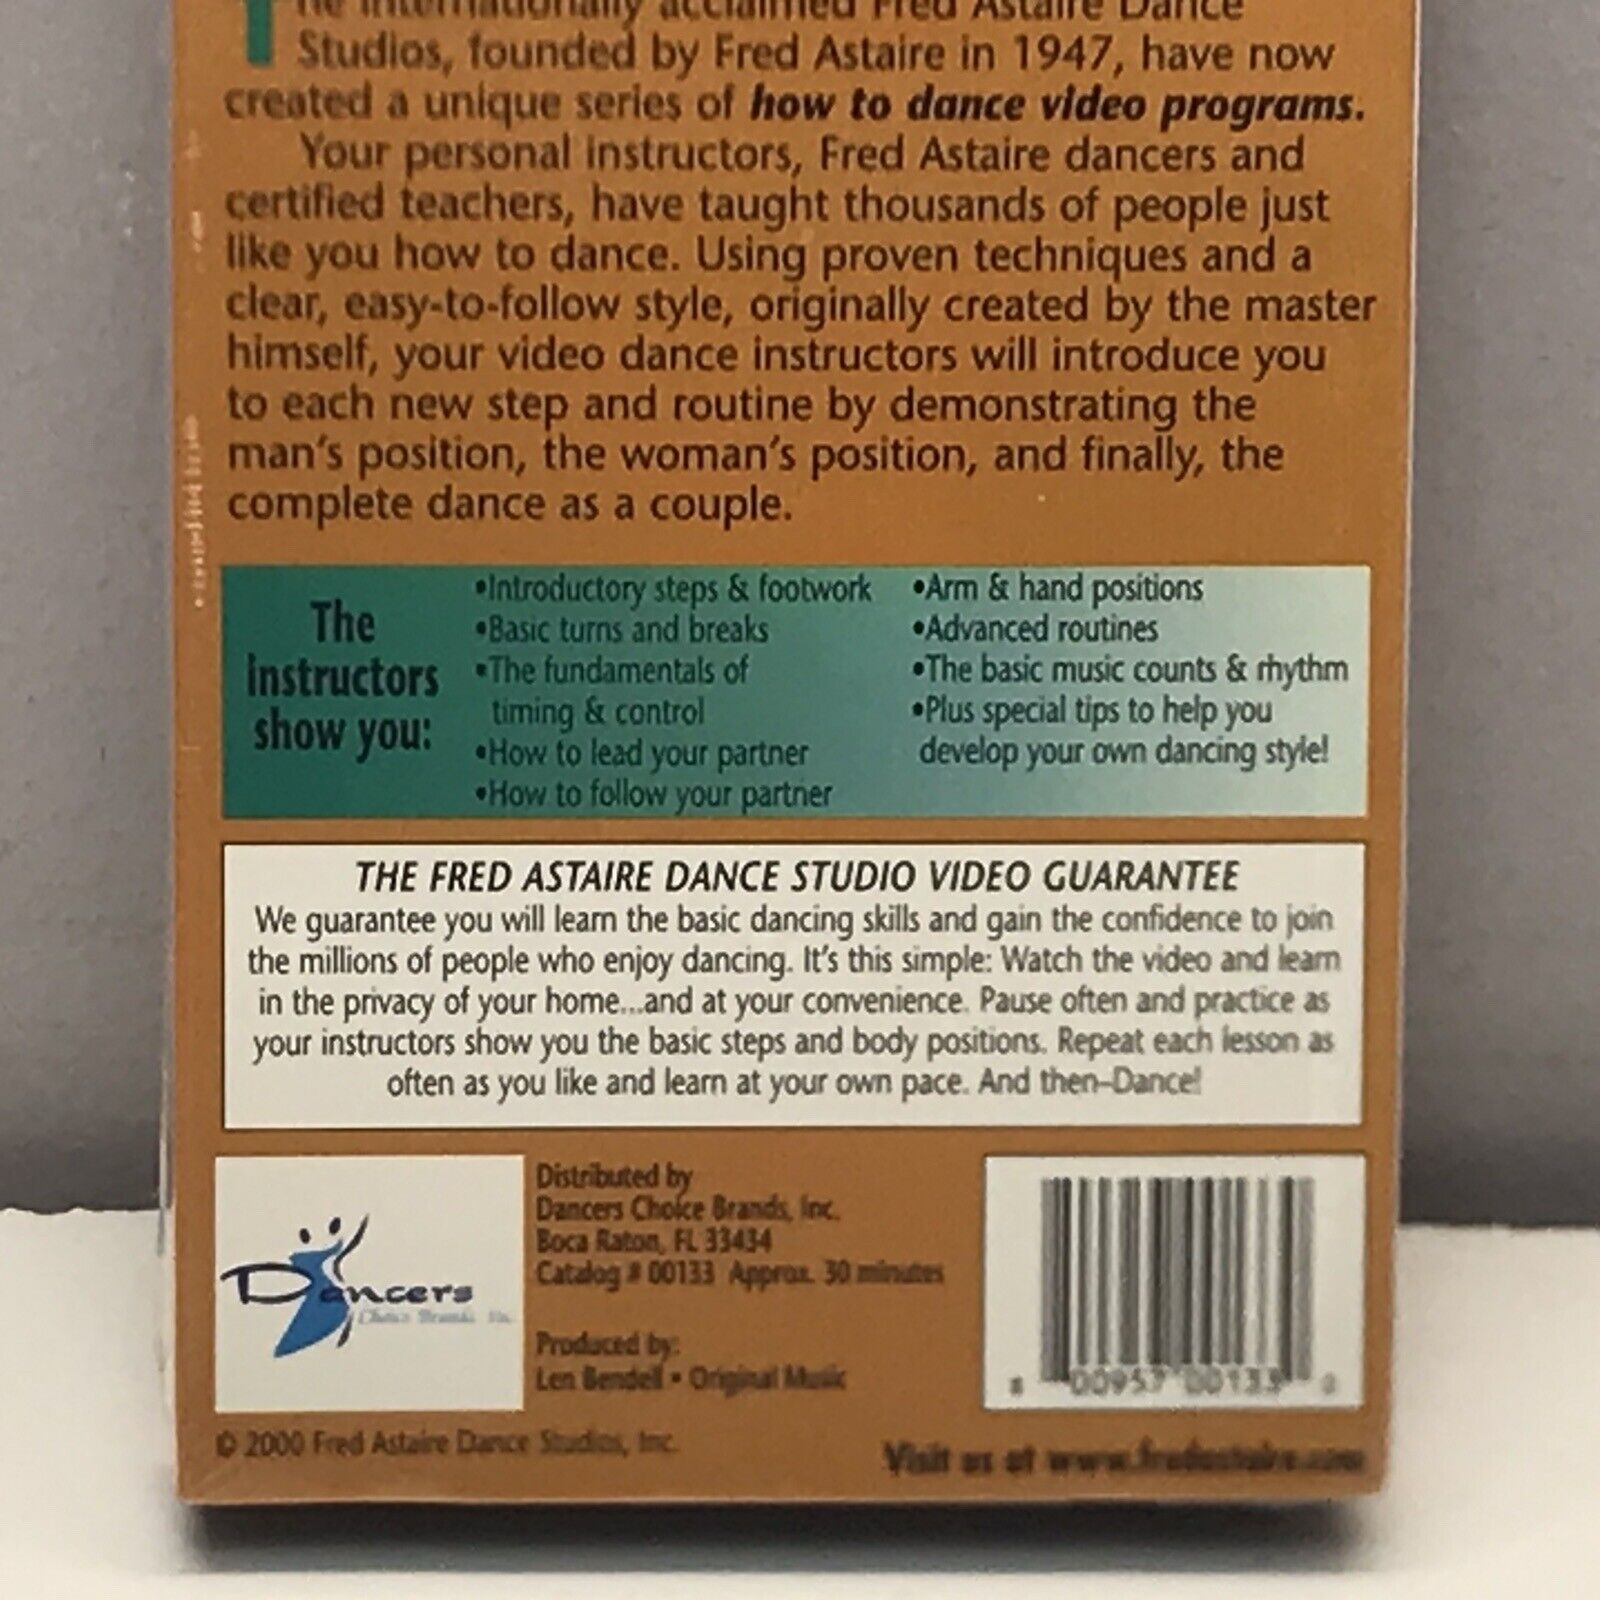 The internationally acclaimed Fred Astaire Dance
Studios, founded by Fred Astaire in 1947, have now
created a unique series of how to dance video programs.
Your personal instructors, Fred Astaire dancers and
certified teachers, have taught thousands of people just
like you how to dance. Using proven techniques and a
clear, easy-to-follow style, originally created by the master
himself, your video dance instructors will introduce you
to each new step and routine by demonstrating the
man's position, the woman's position, and finally, the
complete dance as a couple.
The
instructors
show you:
•Introductory steps & footwork
•Basic turns and breaks
•The fundamentals of
timing & control
•How to lead your partner
•How to follow your partner
•Arm & hand positions
•Advanced routines
•The basic music counts & rhythm
•Plus special tips to help you
develop your own dancing style!
THE FRED ASTAIRE DANCE STUDIO VIDEO GUARANTEE
We guarantee you will learn the basic dancing skills and gain the confidence to join
the millions of people who enjoy dancing. It's this simple: Watch the video and learn
in the privacy of your home...and at your convenience. Pause often and practice as
your instructors show you the basic steps and body positions. Repeat each lesson as
often as you like and learn at your own pace. And then–Dance!
Dancers
Choice Brands, Inc.
Distributed by
Dancers Choice Brands, Inc.
Boca Raton, FL 33434
Catalog # 00133 Approx. 30 minutes
Produced by:
Len Bendell • Original Music
8 00957 00133
© 2000 Fred Astaire Dance Studios, Inc.
Visit us at www.fredastaire.com